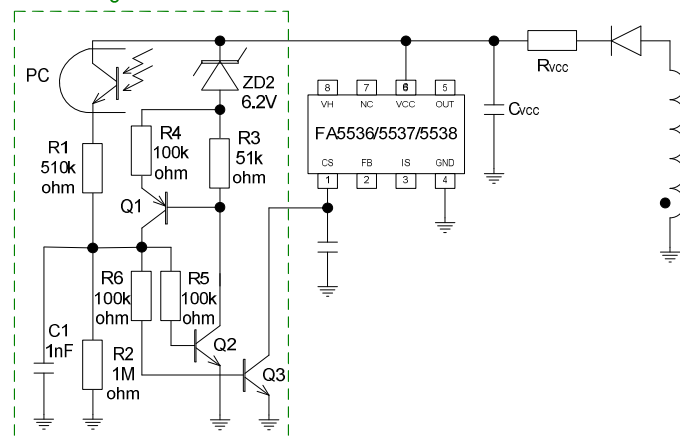 PC
ZD2
6.2V
R1
510k
ohm
R4
100k
ohm
R3
51k
ohm
Q1
R6
100k
ohm
R5
100k
ohm
C1
1nF
R2
1M
ohm
Q2
Q3
8 7 6 5
VH NC VCC OUT
FA5536/5537/5538
CS FB IS GND
1 2 3 4
CVCC
RVCC